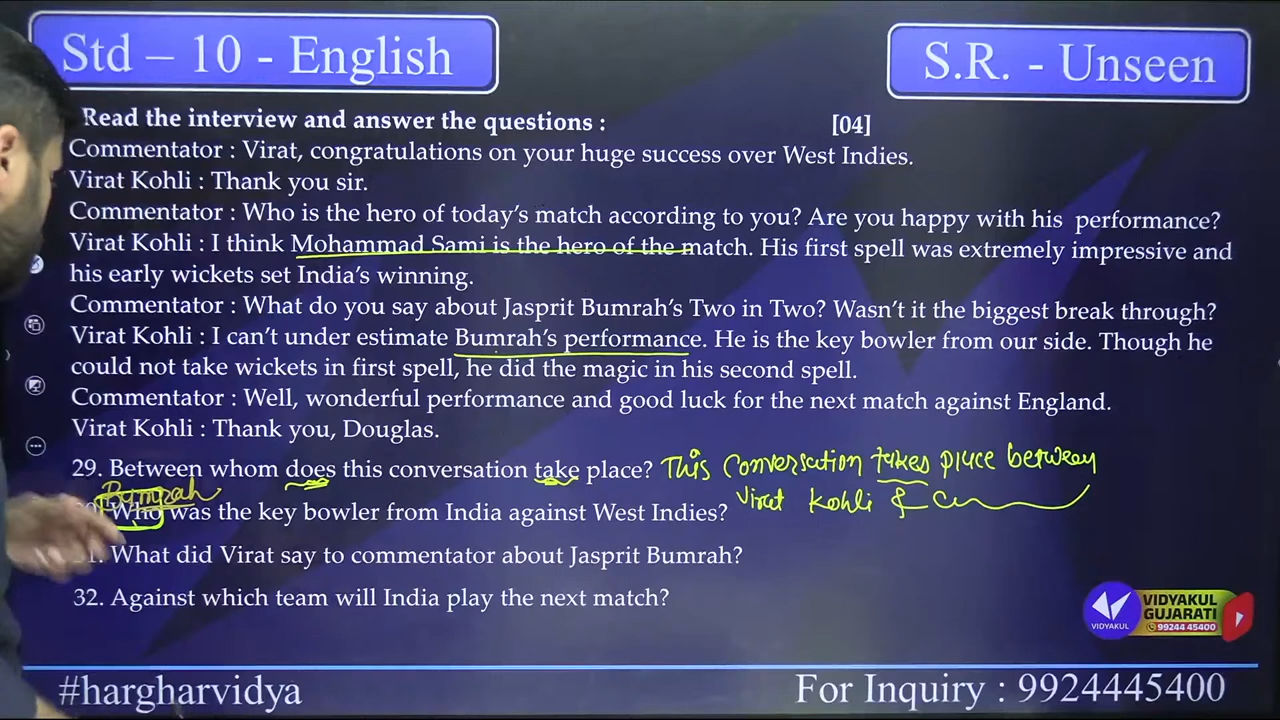 Std – 10 - English
S.R. - Unseen
Read the interview and answer the questions : [04]
Commentator : Virat, congratulations on your huge success over West Indies.
Virat Kohli : Thank you sir.
Commentator : Who is the hero of today's match according to you? Are you happy with his performance?
Virat Kohli : I think Mohammad Sami is the hero of the match. His first spell was extremely impressive and
his early wickets set India's winning.
Commentator : What do you say about Jasprit Bumrah's Two in Two? Wasn't it the biggest break through?
Virat Kohli : I can't under estimate Bumrah's performance. He is the key bowler from our side. Though he
could not take wickets in first spell, he did the magic in his second spell.
Commentator : Well, wonderful performance and good luck for the next match against England.
Virat Kohli : Thank you, Douglas.
29. Between whom does this conversation take place? This conversation takes place between
Virat Kohli &
Bumrah
Who was the key bowler from India against West Indies?
What did Virat say to commentator about Jasprit Bumrah?
32. Against which team will India play the next match?
VIDYAKUL
VIDYAKUL
GUJARATI
99244 45400
#hargharvidya
For Inquiry : 9924445400